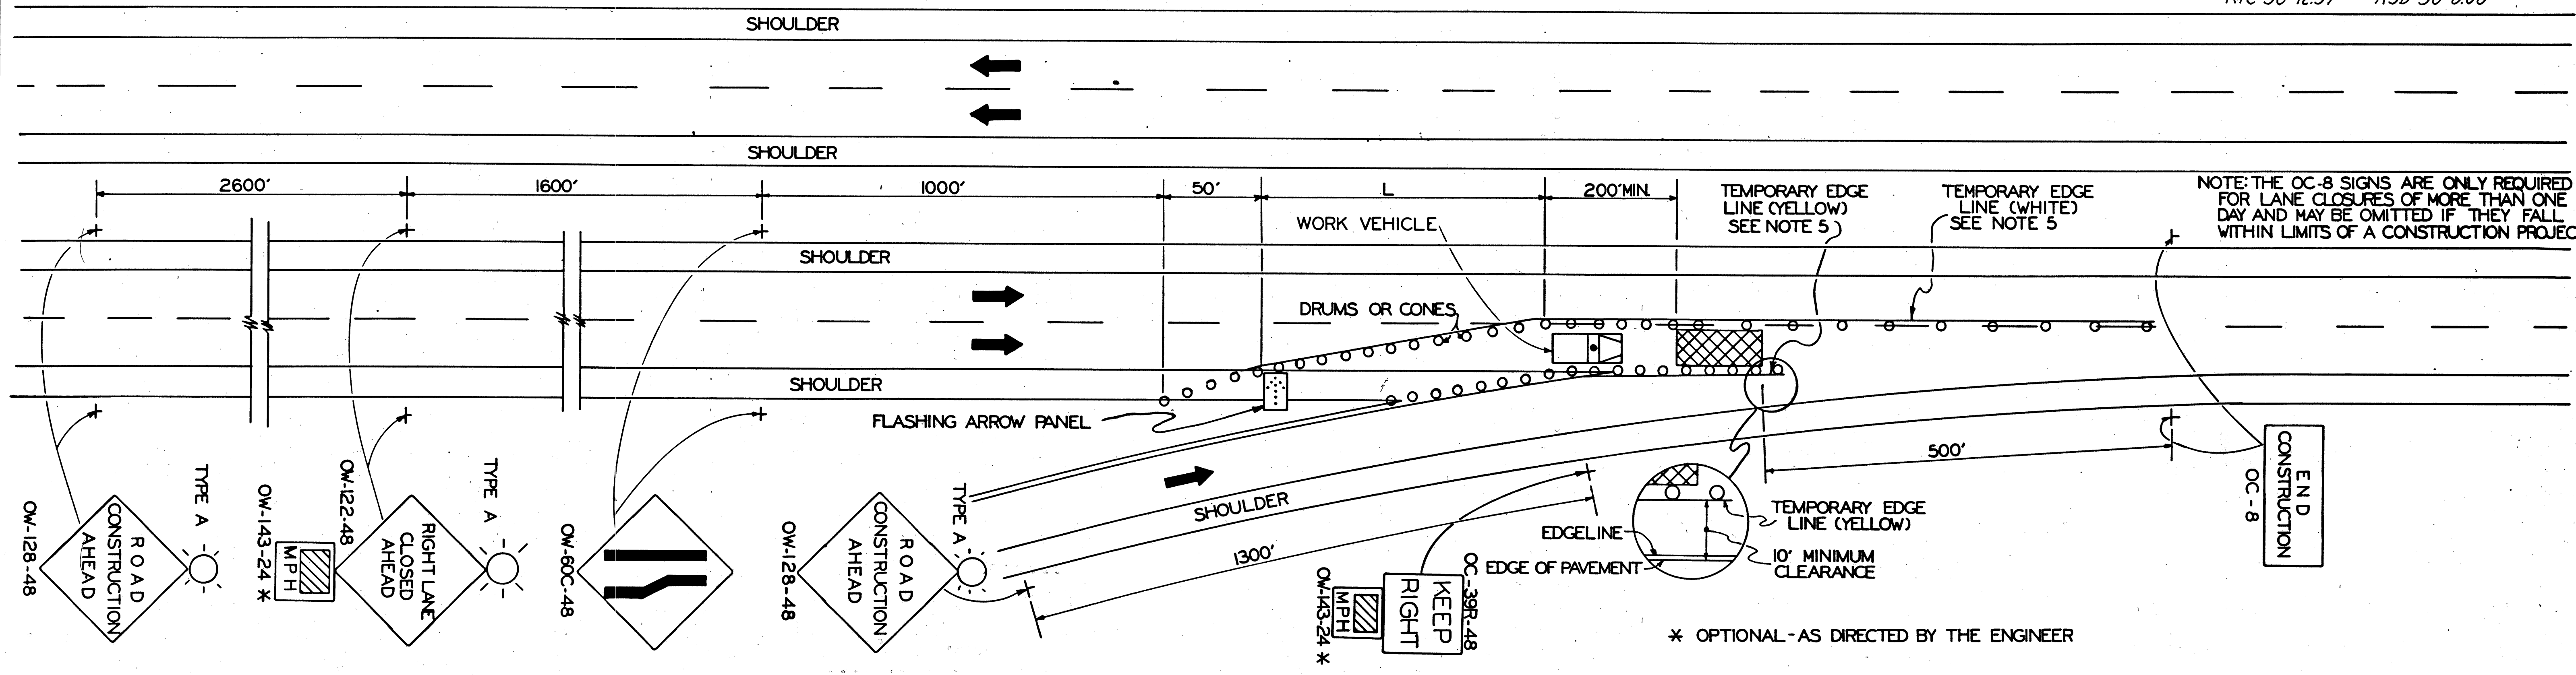 SHOULDER
SHOULDER
2600'
1600'
1000'
50'
L
200'MIN.
TEMPORARY EDGE
LINE (YELLOW)
SEE NOTE 5
TEMPORARY EDGE
LINE (WHITE)
SEE NOTE 5
NOTE: THE OC-8 SIGNS ARE ONLY REQUIRED
FOR LANE CLOSURES OF MORE THAN ONE
DAY AND MAY BE OMITTED IF THEY FALL
WITHIN LIMITS OF A CONSTRUCTION PROJEC
WORK VEHICLE
SHOULDER
DRUMS OR CONES
SHOULDER
FLASHING ARROW PANEL
500'
SHOULDER
1300'
TEMPORARY EDGE
LINE (YELLOW)
EDGELINE
EDGE OF PAVEMENT
10' MINIMUM
CLEARANCE
OW-128-48
ROAD
CONSTRUCTION
AHEAD
TYPE A
OW-143-24 *
MPH
OW-122-48
RIGHT LANE
CLOSED
AHEAD
TYPE A
OW-60C-48
OW-128-48
ROAD
CONSTRUCTION
AHEAD
TYPE A
OW-143-24 *
MPH
KEEP
RIGHT
OC-39R-48
END
CONSTRUCTION
OC-8
* OPTIONAL-AS DIRECTED BY THE ENGINEER